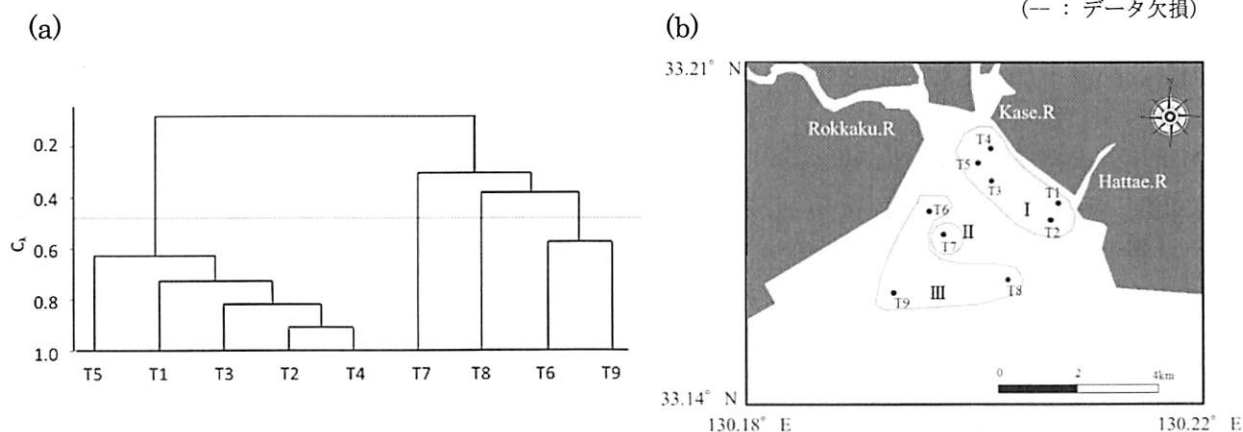 (-- : データ欠損)
(a)
0.2
0.4
0.6
0.8
1.0
Cλ
T5 T1 T3 T2 T4 T7 T8 T6 T9
(b)
33.21° N
33.14° N
130.18° E
130.22° E
N
Rokkaku.R
Kase.R
Hattae.R
T4
T5
T3
T1
I
T2
T6
II
T7
T8
T9
III
0 2 4km